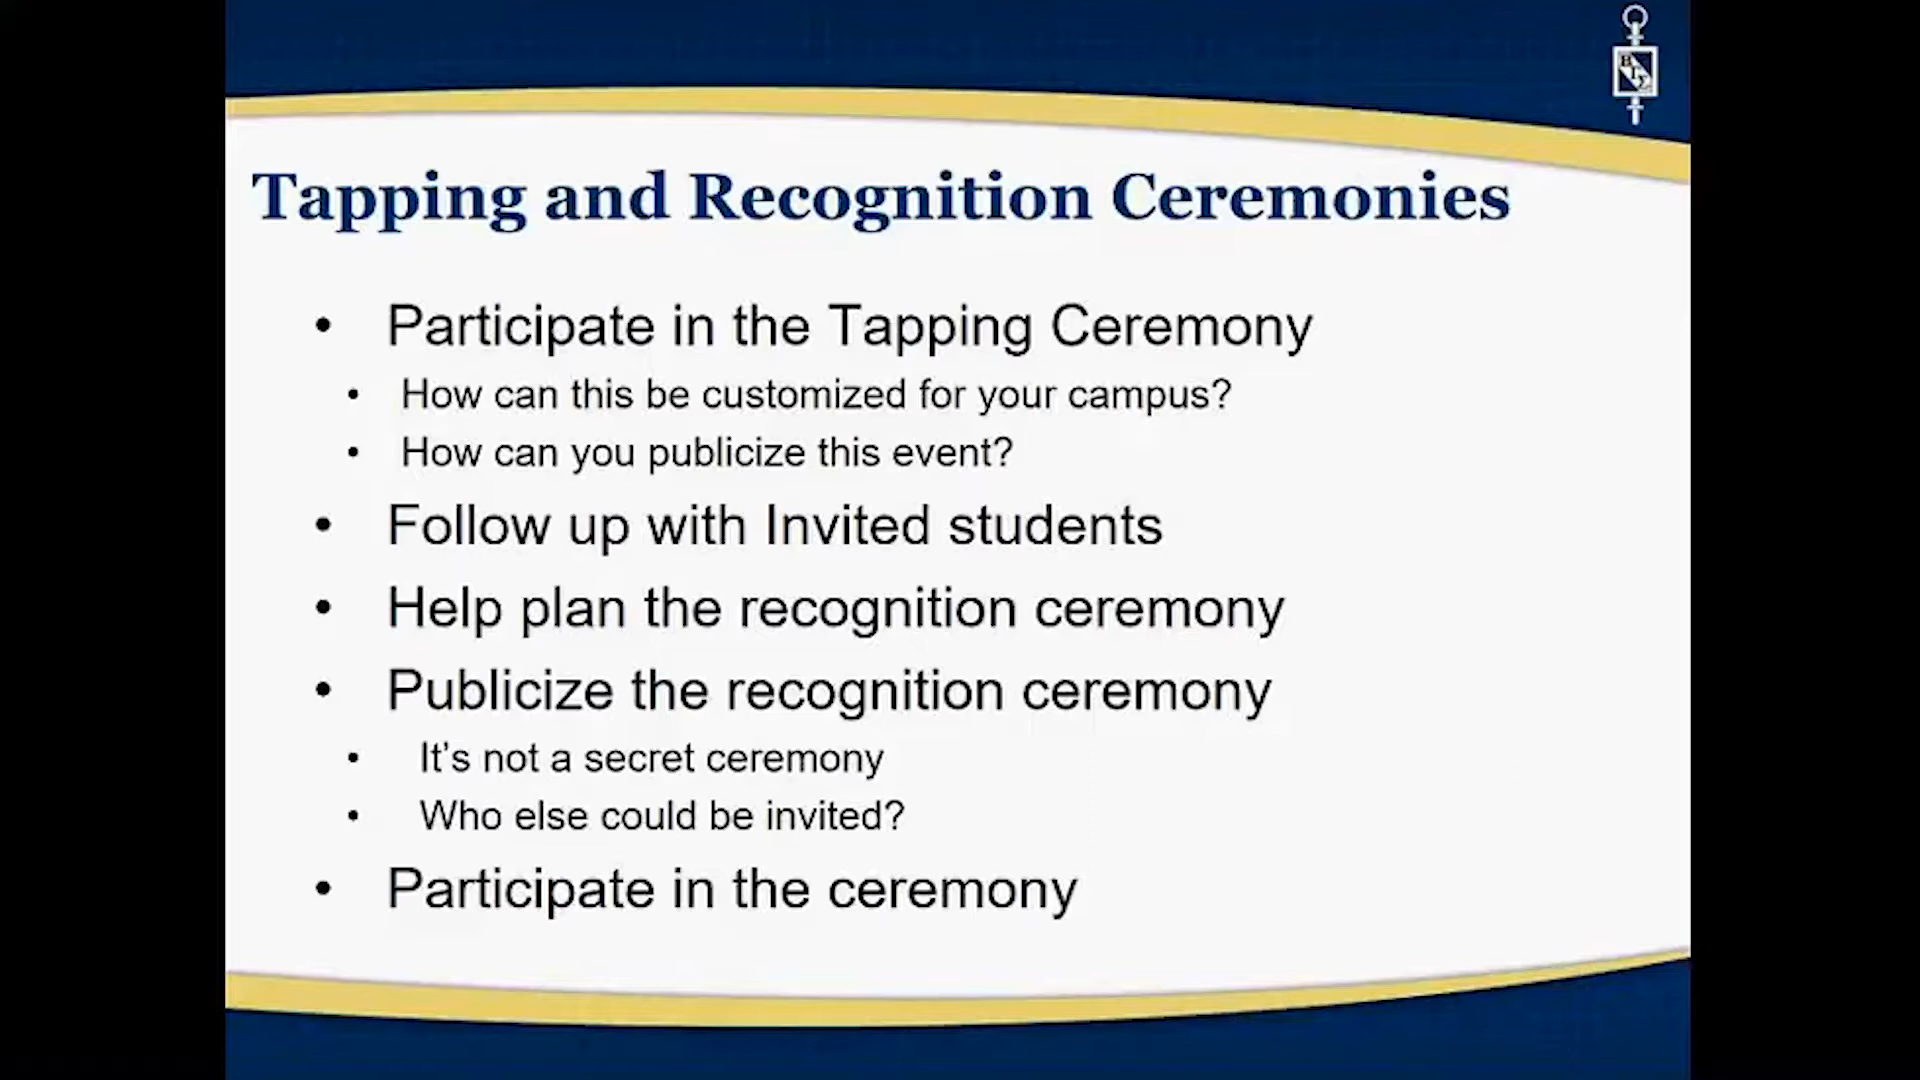 ΒΓΣ
Tapping and Recognition Ceremonies
• Participate in the Tapping Ceremony
• How can this be customized for your campus?
• How can you publicize this event?
• Follow up with Invited students
• Help plan the recognition ceremony
• Publicize the recognition ceremony
• It's not a secret ceremony
• Who else could be invited?
• Participate in the ceremony